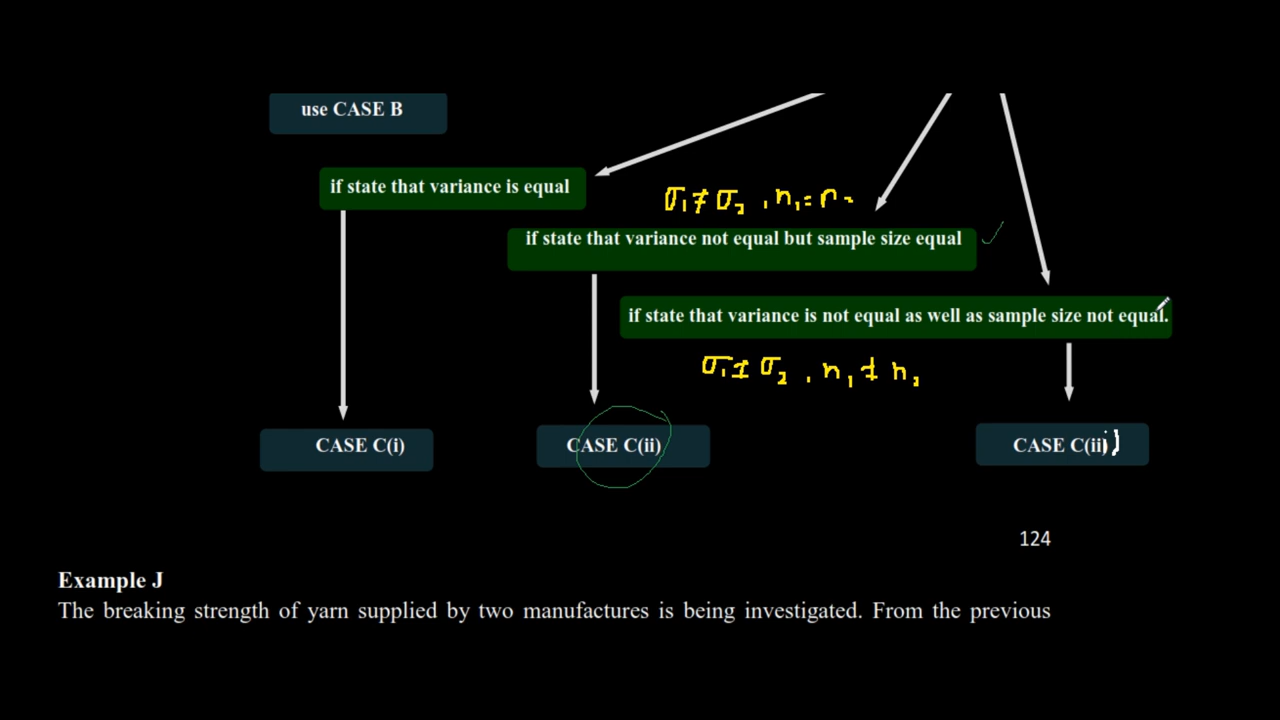 use CASE B
if state that variance is equal
σ₁ ≠ σ₂ , n₁ = n₂
if state that variance not equal but sample size equal
if state that variance is not equal as well as sample size not equal.
σ₁ ≠ σ₂ , n₁ ≠ n₂
CASE C(i)
CASE C(ii)
CASE C(iii)
124
Example J
The breaking strength of yarn supplied by two manufactures is being investigated. From the previous